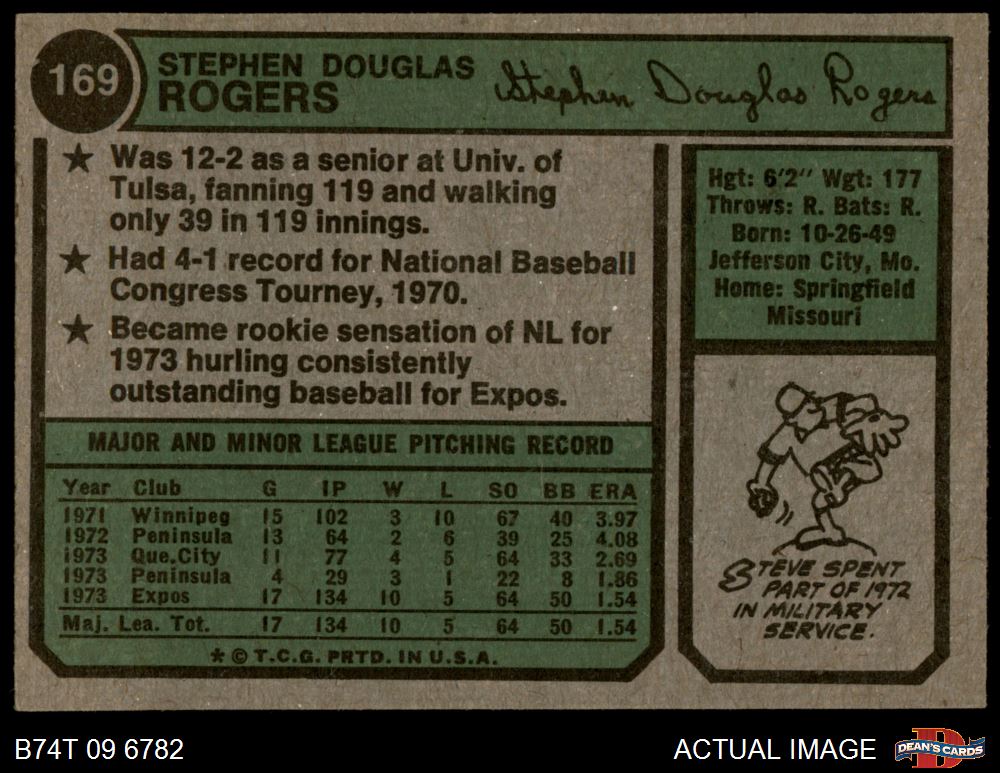 169
STEPHEN DOUGLAS
ROGERS
Stephen Douglas Rogers
★ Was 12-2 as a senior at Univ. of
Tulsa, fanning 119 and walking
only 39 in 119 innings.
★ Had 4-1 record for National Baseball
Congress Tourney, 1970.
★ Became rookie sensation of NL for
1973 hurling consistently
outstanding baseball for Expos.
Hgt: 6'2" Wgt: 177
Throws: R. Bats: R.
Born: 10-26-49
Jefferson City, Mo.
Home: Springfield
Missouri
MAJOR AND MINOR LEAGUE PITCHING RECORD
Year Club G IP W L SO BB ERA
1971 Winnipeg 15 102 3 10 67 40 3.97
1972 Peninsula 13 64 2 6 39 25 4.08
1973 Que.City 11 77 4 5 64 33 2.69
1973 Peninsula 4 29 3 1 22 8 1.86
1973 Expos 17 134 10 5 64 50 1.54
Maj. Lea. Tot. 17 134 10 5 64 50 1.54
* © T.C.G. PRTD. IN U.S.A.
STEVE SPENT
PART OF 1972
IN MILITARY
SERVICE.
B74T 09 6782
ACTUAL IMAGE
DEAN'S CARDS